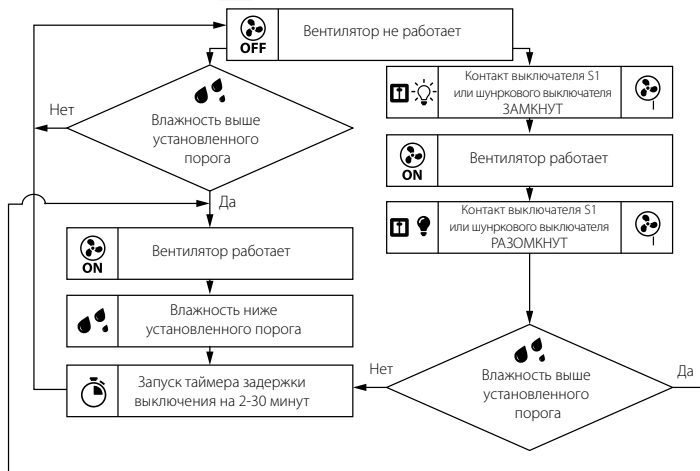 OFF
Вентилятор не работает
Влажность выше
установленного
порога
Нет
Да
ON
Вентилятор работает
Влажность ниже
установленного порога
Запуск таймера задержки
выключения на 2-30 минут
Контакт выключателя S1
или шнуркового выключателя
ЗАМКНУТ
ON
Вентилятор работает
Контакт выключателя S1
или шнуркового выключателя
РАЗОМКНУТ
Влажность выше
установленного
порога
Нет
Да